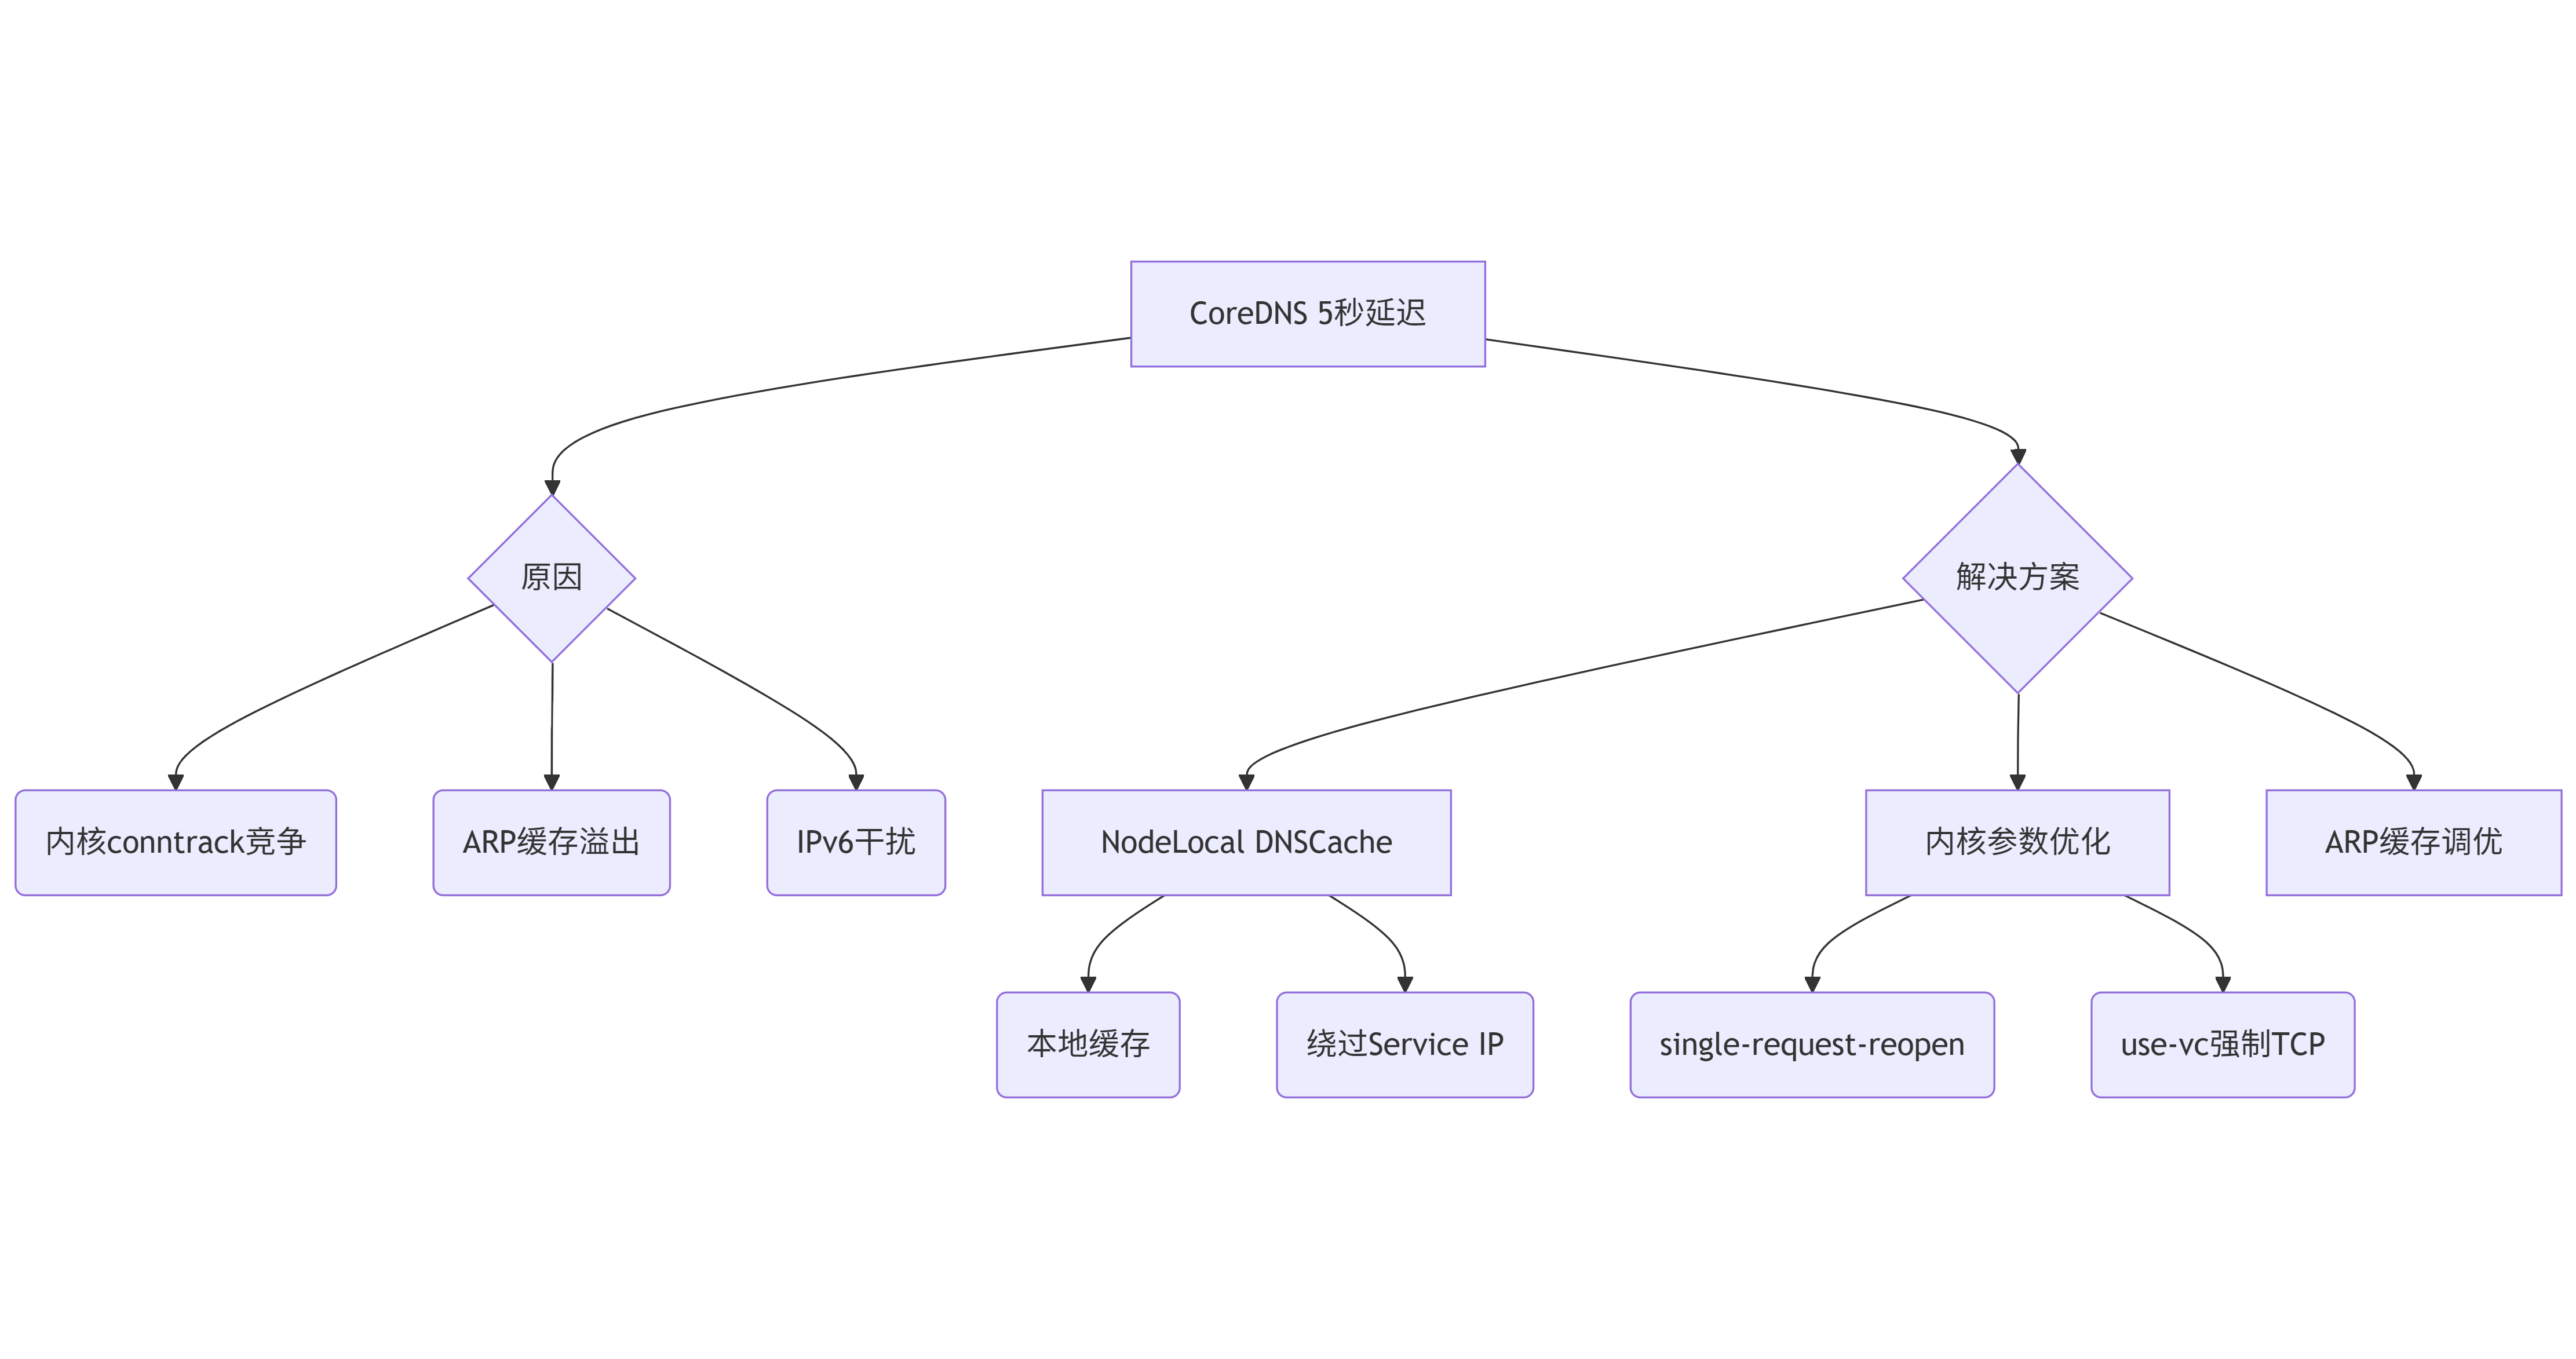 CoreDNS 5秒延迟
原因
解决方案
内核conntrack竞争
ARP缓存溢出
IPv6干扰
NodeLocal DNSCache
内核参数优化
ARP缓存调优
本地缓存
绕过Service IP
single-request-reopen
use-vc强制TCP